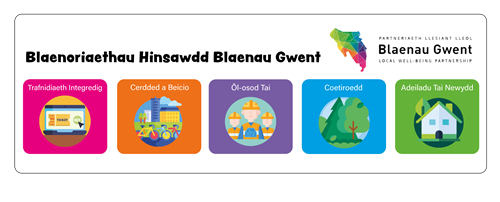 PARTNERIAETH LLESIANT LLEOL
Blaenau Gwent
LOCAL WELL-BEING PARTNERSHIP
Blaenoriaethau Hinsawdd Blaenau Gwent
Trafnidiaeth Integredig
Cerdded a Beicio
Ôl-osod Tai
Coetiroedd
Adeiladu Tai Newydd
TICKET